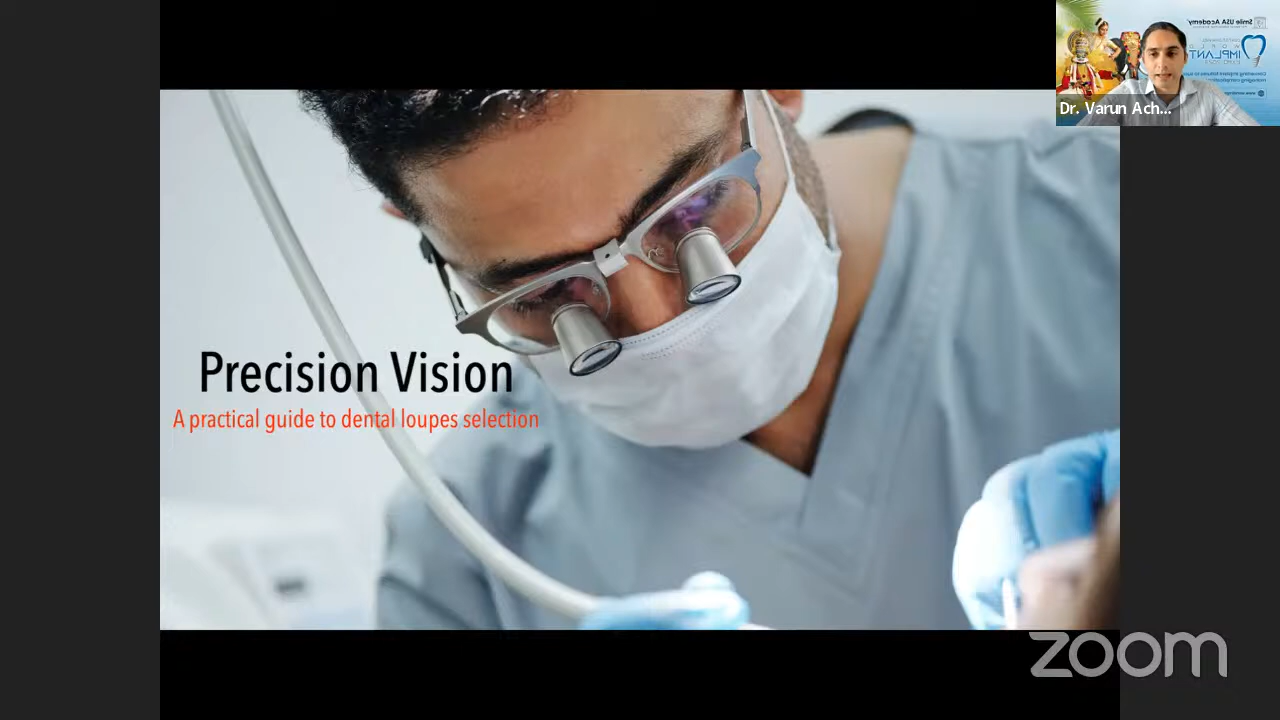 Smile USA Academy
IMPLANT
Dr. Varun Ach...
Precision Vision
A practical guide to dental loupes selection
zoom